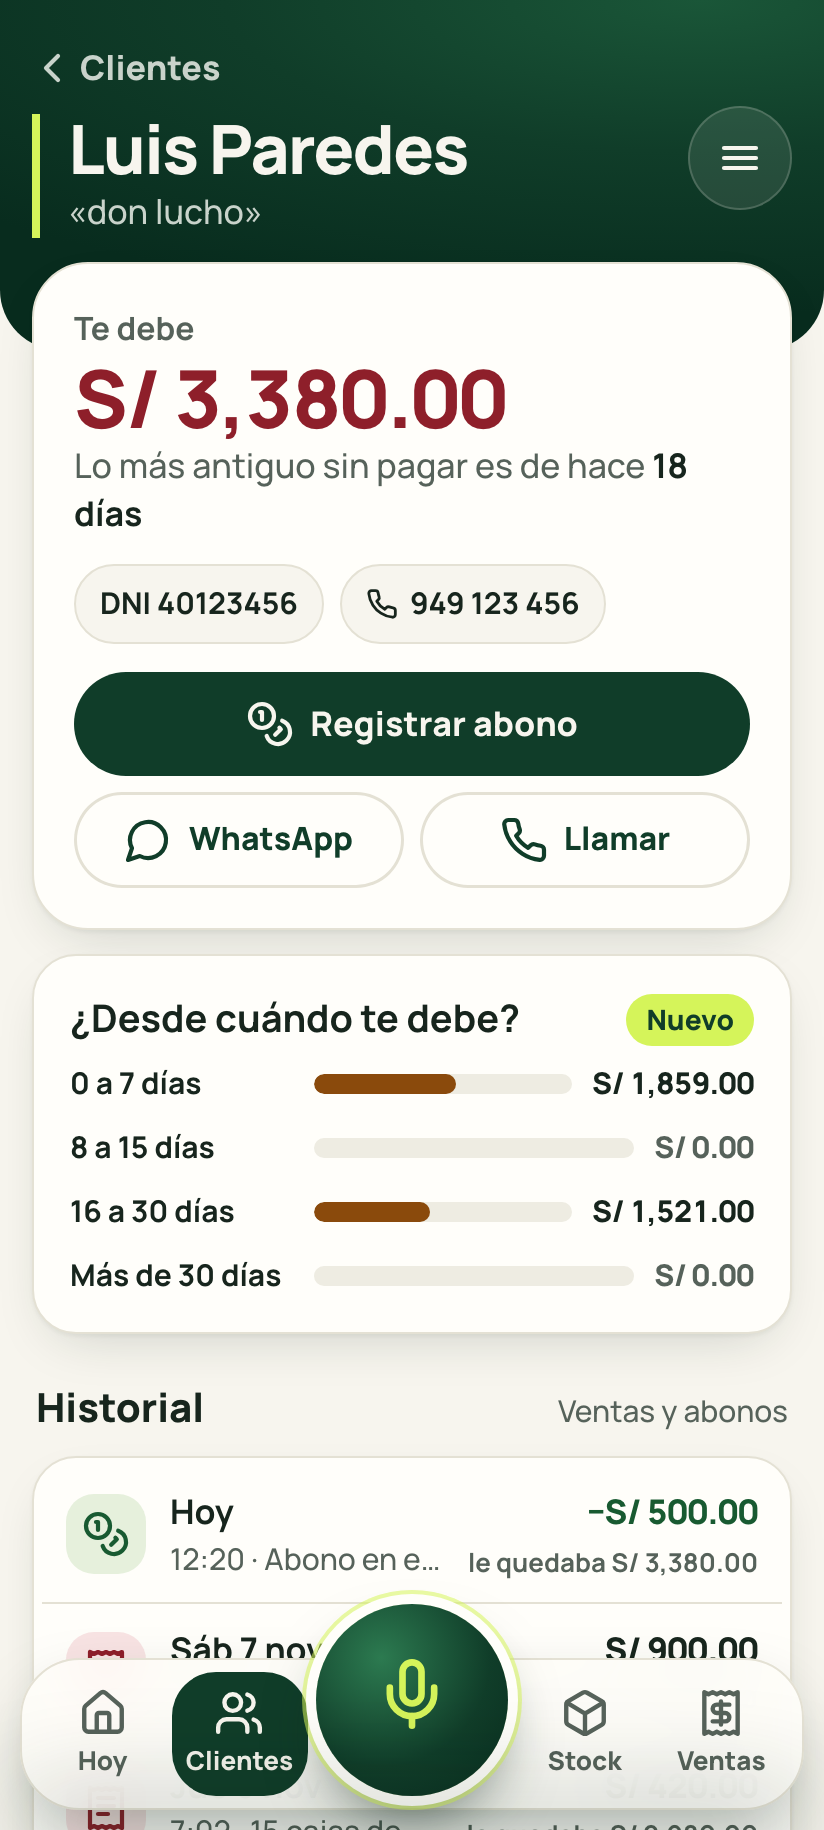 Clientes
Luis Paredes
«don lucho»
Te debe
S/ 3,380.00
Lo más antiguo sin pagar es de hace 18
días
DNI 40123456
949 123 456
Registrar abono
WhatsApp
Llamar
¿Desde cuándo te debe?
Nuevo
0 a 7 días
S/ 1,859.00
8 a 15 días
S/ 0.00
16 a 30 días
S/ 1,521.00
Más de 30 días
S/ 0.00
Historial
Ventas y abonos
Hoy
−S/ 500.00
12:20 · Abono en e…
le quedaba S/ 3,380.00
Sáb 7 nov
S/ 900.00
Hoy
Clientes
Stock
Ventas